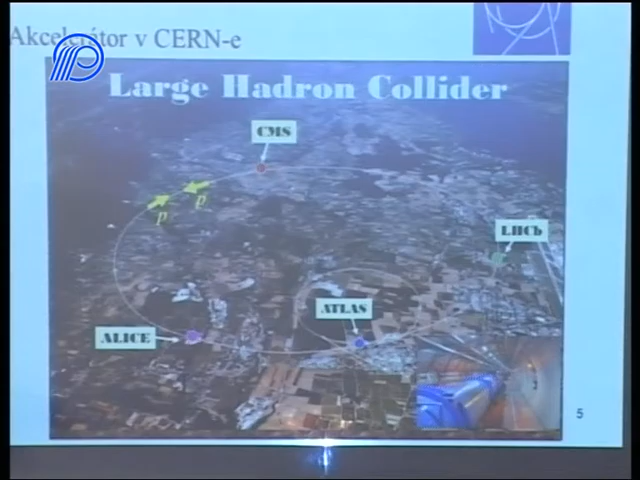 Akcelerátor v CERN-e
Large Hadron Collider
CMS
p
p
LHCb
ATLAS
ALICE
5